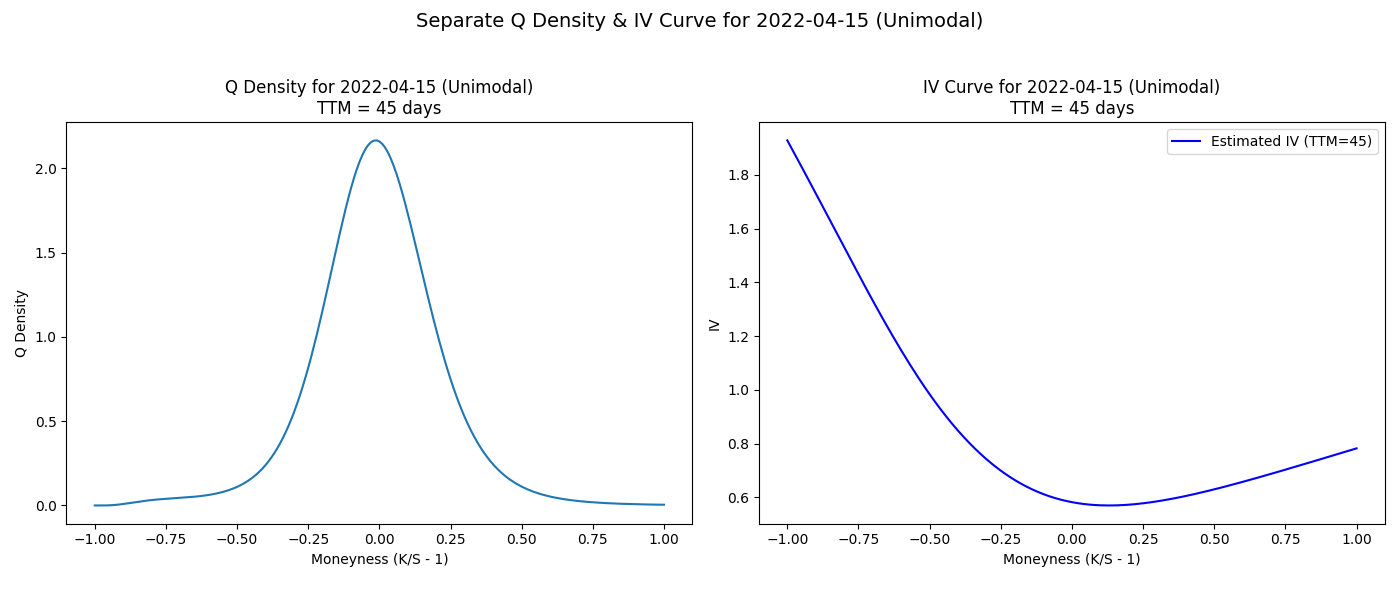 Separate Q Density & IV Curve for 2022-04-15 (Unimodal)
Q Density for 2022-04-15 (Unimodal)
TTM = 45 days
Q Density
2.0
1.5
1.0
0.5
0.0
−1.00 −0.75 −0.50 −0.25 0.00 0.25 0.50 0.75 1.00
Moneyness (K/S - 1)
IV Curve for 2022-04-15 (Unimodal)
TTM = 45 days
Estimated IV (TTM=45)
IV
1.8
1.6
1.4
1.2
1.0
0.8
0.6
−1.00 −0.75 −0.50 −0.25 0.00 0.25 0.50 0.75 1.00
Moneyness (K/S - 1)